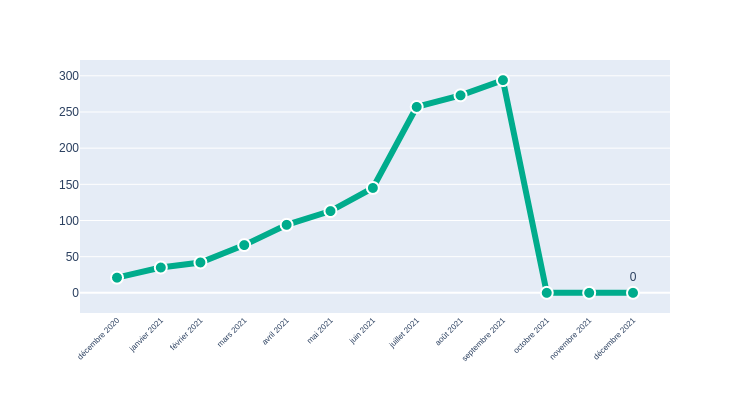 300
250
200
150
100
50
0
0
décembre 2020
janvier 2021
février 2021
mars 2021
avril 2021
mai 2021
juin 2021
juillet 2021
août 2021
septembre 2021
octobre 2021
novembre 2021
décembre 2021